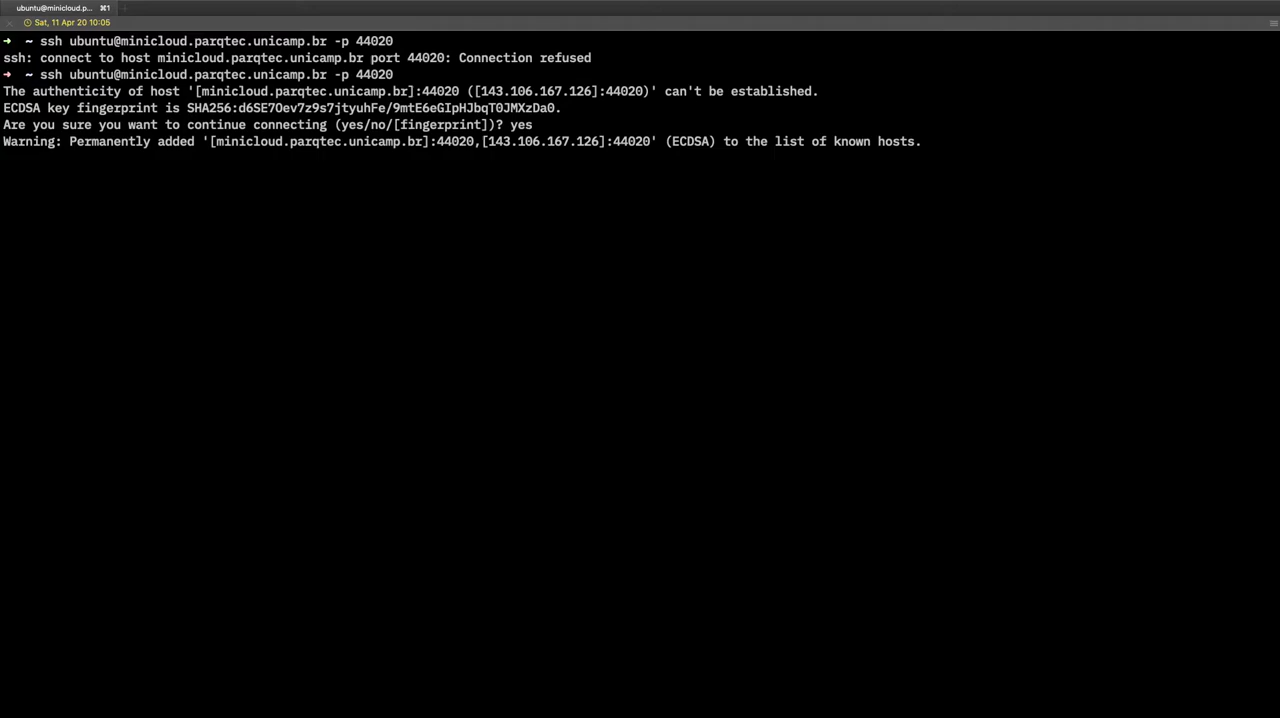 ubuntu@minicloud.p... ⌘1
Sat, 11 Apr 20 10:05
➜ ~ ssh ubuntu@minicloud.parqtec.unicamp.br -p 44020
ssh: connect to host minicloud.parqtec.unicamp.br port 44020: Connection refused
➜ ~ ssh ubuntu@minicloud.parqtec.unicamp.br -p 44020
The authenticity of host '[minicloud.parqtec.unicamp.br]:44020 ([143.106.167.126]:44020)' can't be established.
ECDSA key fingerprint is SHA256:d6SE7Oev7z9s7jtyuhFe/9mtE6eGIpHJbqT0JMXzDa0.
Are you sure you want to continue connecting (yes/no/[fingerprint])? yes
Warning: Permanently added '[minicloud.parqtec.unicamp.br]:44020,[143.106.167.126]:44020' (ECDSA) to the list of known hosts.